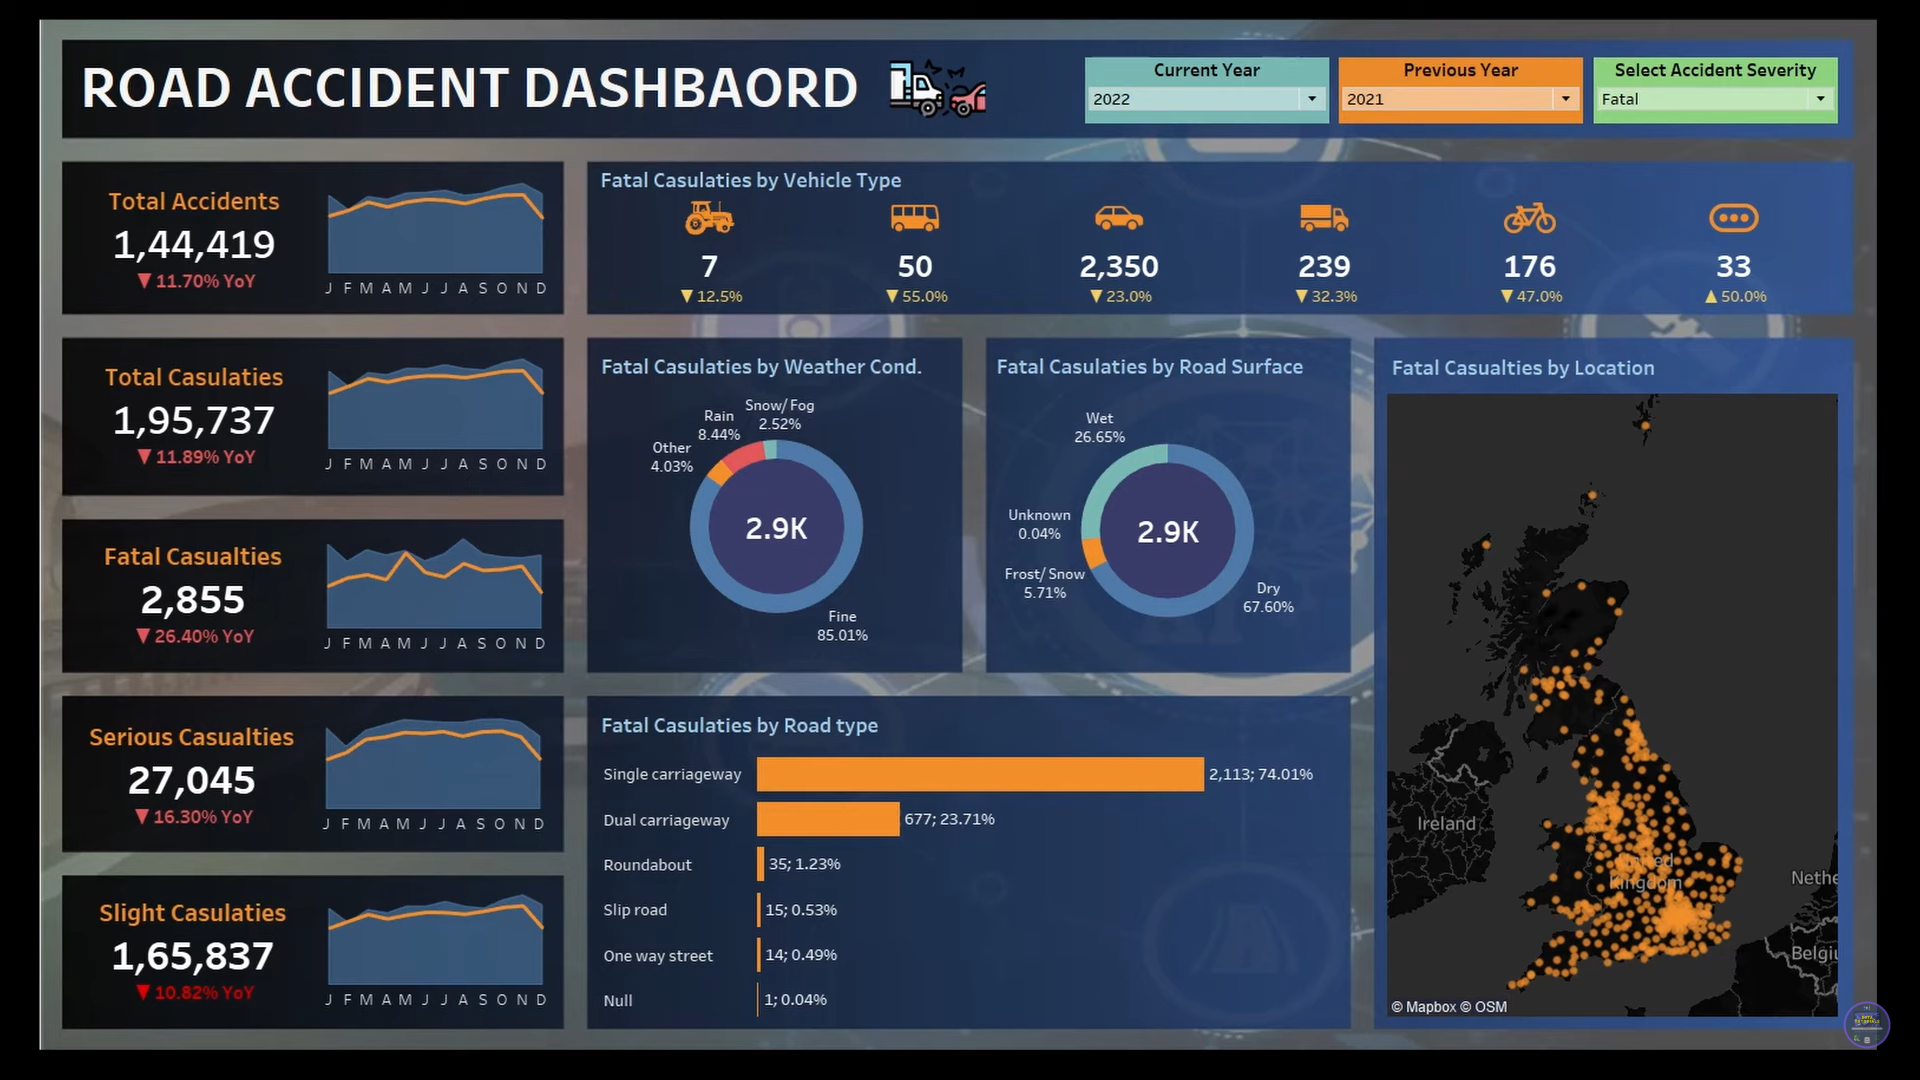 ROAD ACCIDENT DASHBAORD
Current Year
2022
Previous Year
2021
Select Accident Severity
Fatal
Total Accidents
1,44,419
▼ 11.70% YoY
J F M A M J J A S O N D
Total Casulaties
1,95,737
▼ 11.89% YoY
J F M A M J J A S O N D
Fatal Casualties
2,855
▼ 26.40% YoY
J F M A M J J A S O N D
Serious Casualties
27,045
▼ 16.30% YoY
J F M A M J J A S O N D
Slight Casulaties
1,65,837
▼ 10.82% YoY
J F M A M J J A S O N D
Fatal Casulaties by Vehicle Type
7 50 2,350 239 176 33
▼ 12.5% ▼ 55.0% ▼ 23.0% ▼ 32.3% ▼ 47.0% ▲ 50.0%
Fatal Casulaties by Weather Cond.
Snow/ Fog
2.52%
Rain
8.44%
Other
4.03%
2.9K
Fine
85.01%
Fatal Casulaties by Road Surface
Wet
26.65%
Unknown
0.04%
2.9K
Frost/ Snow
5.71%
Dry
67.60%
Fatal Casulaties by Road type
Single carriageway 2,113; 74.01%
Dual carriageway 677; 23.71%
Roundabout 35; 1.23%
Slip road 15; 0.53%
One way street 14; 0.49%
Null 1; 0.04%
Fatal Casualties by Location
Ireland
United
Kingdom
Nethe
Belgiu
© Mapbox © OSM